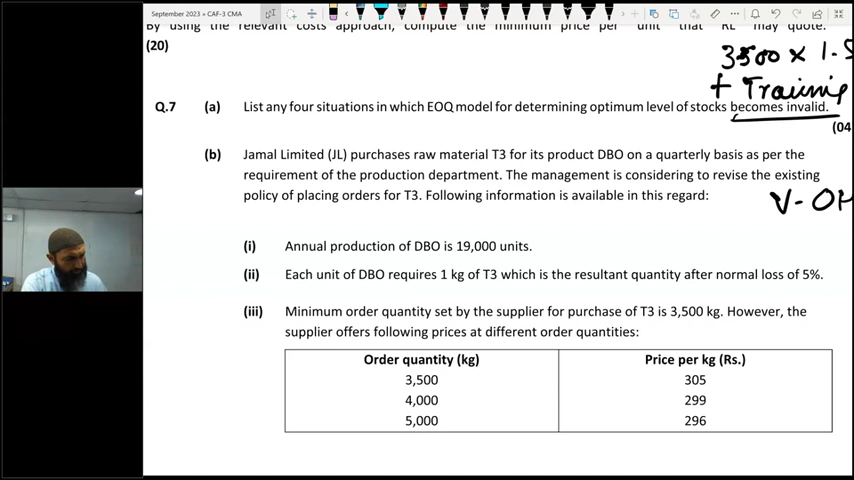 September 2023 » CAF-3 CMA
By using the relevant costs approach, compute the minimum price per unit that "RL" may quote.
(20)
3500 x 1.5
+ Training
Q.7 (a) List any four situations in which EOQ model for determining optimum level of stocks becomes invalid.
(04
(b) Jamal Limited (JL) purchases raw material T3 for its product DBO on a quarterly basis as per the
requirement of the production department. The management is considering to revise the existing
policy of placing orders for T3. Following information is available in this regard:
V-OH
(i) Annual production of DBO is 19,000 units.
(ii) Each unit of DBO requires 1 kg of T3 which is the resultant quantity after normal loss of 5%.
(iii) Minimum order quantity set by the supplier for purchase of T3 is 3,500 kg. However, the
supplier offers following prices at different order quantities:
Order quantity (kg) Price per kg (Rs.)
3,500 305
4,000 299
5,000 296